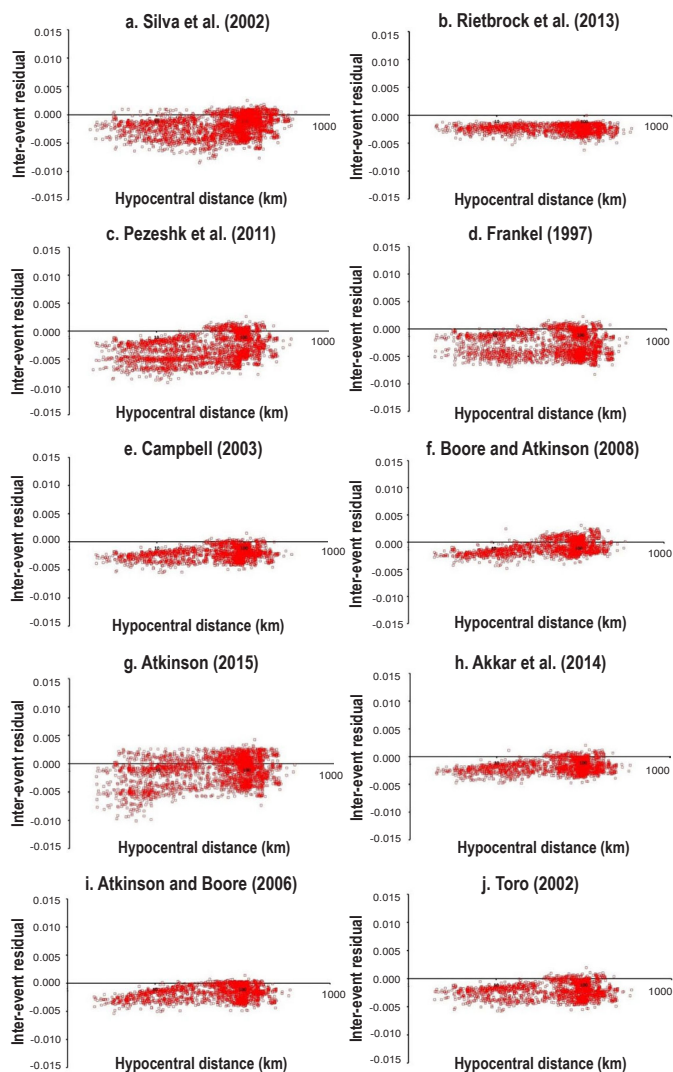 a. Silva et al. (2002)
0.015
0.010
0.005
0.000
-0.005
-0.010
-0.015
Inter-event residual
1000
Hypocentral distance (km)
b. Rietbrock et al. (2013)
0.015
0.010
0.005
0.000
-0.005
-0.010
-0.015
Inter-event residual
1000
Hypocentral distance (km)
c. Pezeshk et al. (2011)
0.015
0.010
0.005
0.000
-0.005
-0.010
-0.015
Inter-event residual
1000
Hypocentral distance (km)
d. Frankel (1997)
0.015
0.010
0.005
0.000
-0.005
-0.010
-0.015
Inter-event residual
1000
Hypocentral distance (km)
e. Campbell (2003)
0.015
0.010
0.005
0.000
-0.005
-0.010
-0.015
Inter-event residual
1000
Hypocentral distance (km)
f. Boore and Atkinson (2008)
0.015
0.010
0.005
0.000
-0.005
-0.010
-0.015
Inter-event residual
1000
Hypocentral distance (km)
g. Atkinson (2015)
0.015
0.010
0.005
0.000
-0.005
-0.010
-0.015
Inter-event residual
1000
Hypocentral distance (km)
h. Akkar et al. (2014)
0.015
0.010
0.005
0.000
-0.005
-0.010
-0.015
Inter-event residual
1000
Hypocentral distance (km)
i. Atkinson and Boore (2006)
0.015
0.010
0.005
0.000
-0.005
-0.010
-0.015
Inter-event residual
1000
Hypocentral distance (km)
j. Toro (2002)
0.015
0.010
0.005
0.000
-0.005
-0.010
-0.015
Inter-event residual
1000
Hypocentral distance (km)